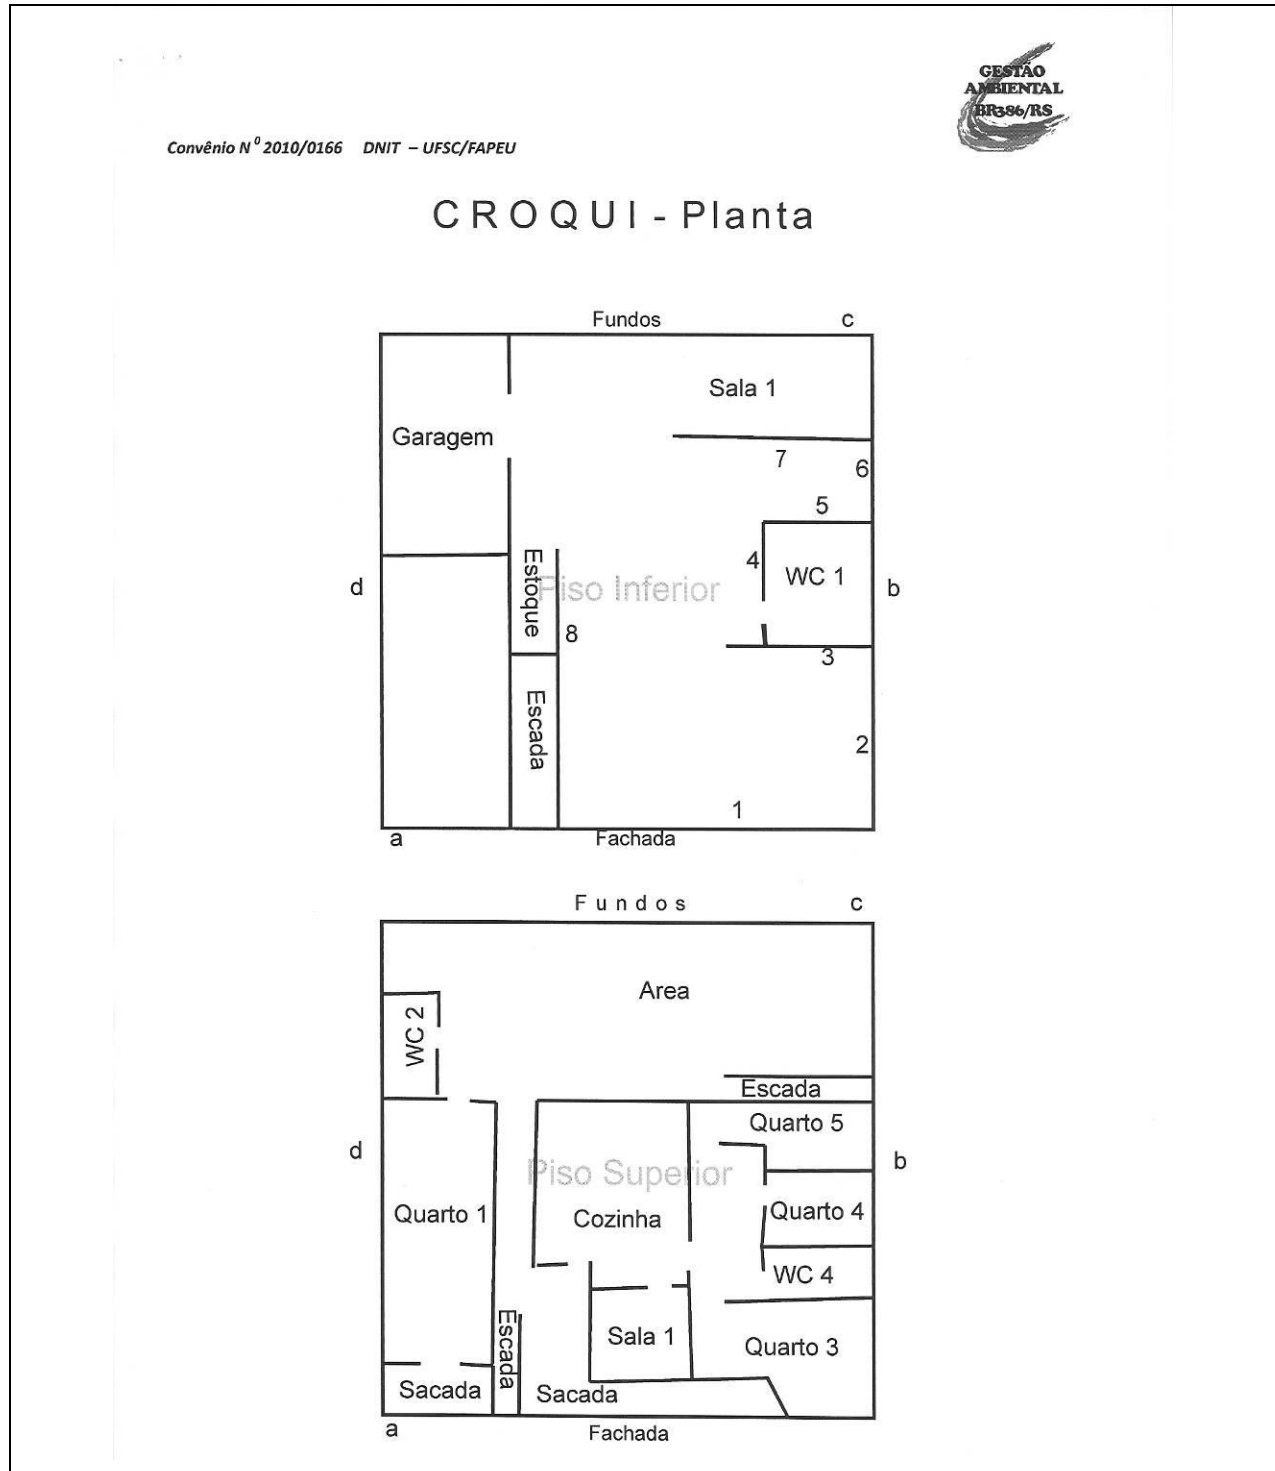 GESTÃO
AMBIENTAL
BR386/RS
Convênio Nº 2010/0166 DNIT – UFSC/FAPEU
CROQUI - Planta
Fundos c
Sala 1
Garagem
7 6
5
4 WC 1
d Estoque Piso Inferior b
8
3
Escada
2
1
a Fachada
Fundos c
Area
WC 2
Escada
Quarto 5
d b
Piso Superior
Quarto 1 Cozinha Quarto 4
WC 4
Escada Sala 1 Quarto 3
Sacada Sacada
a Fachada